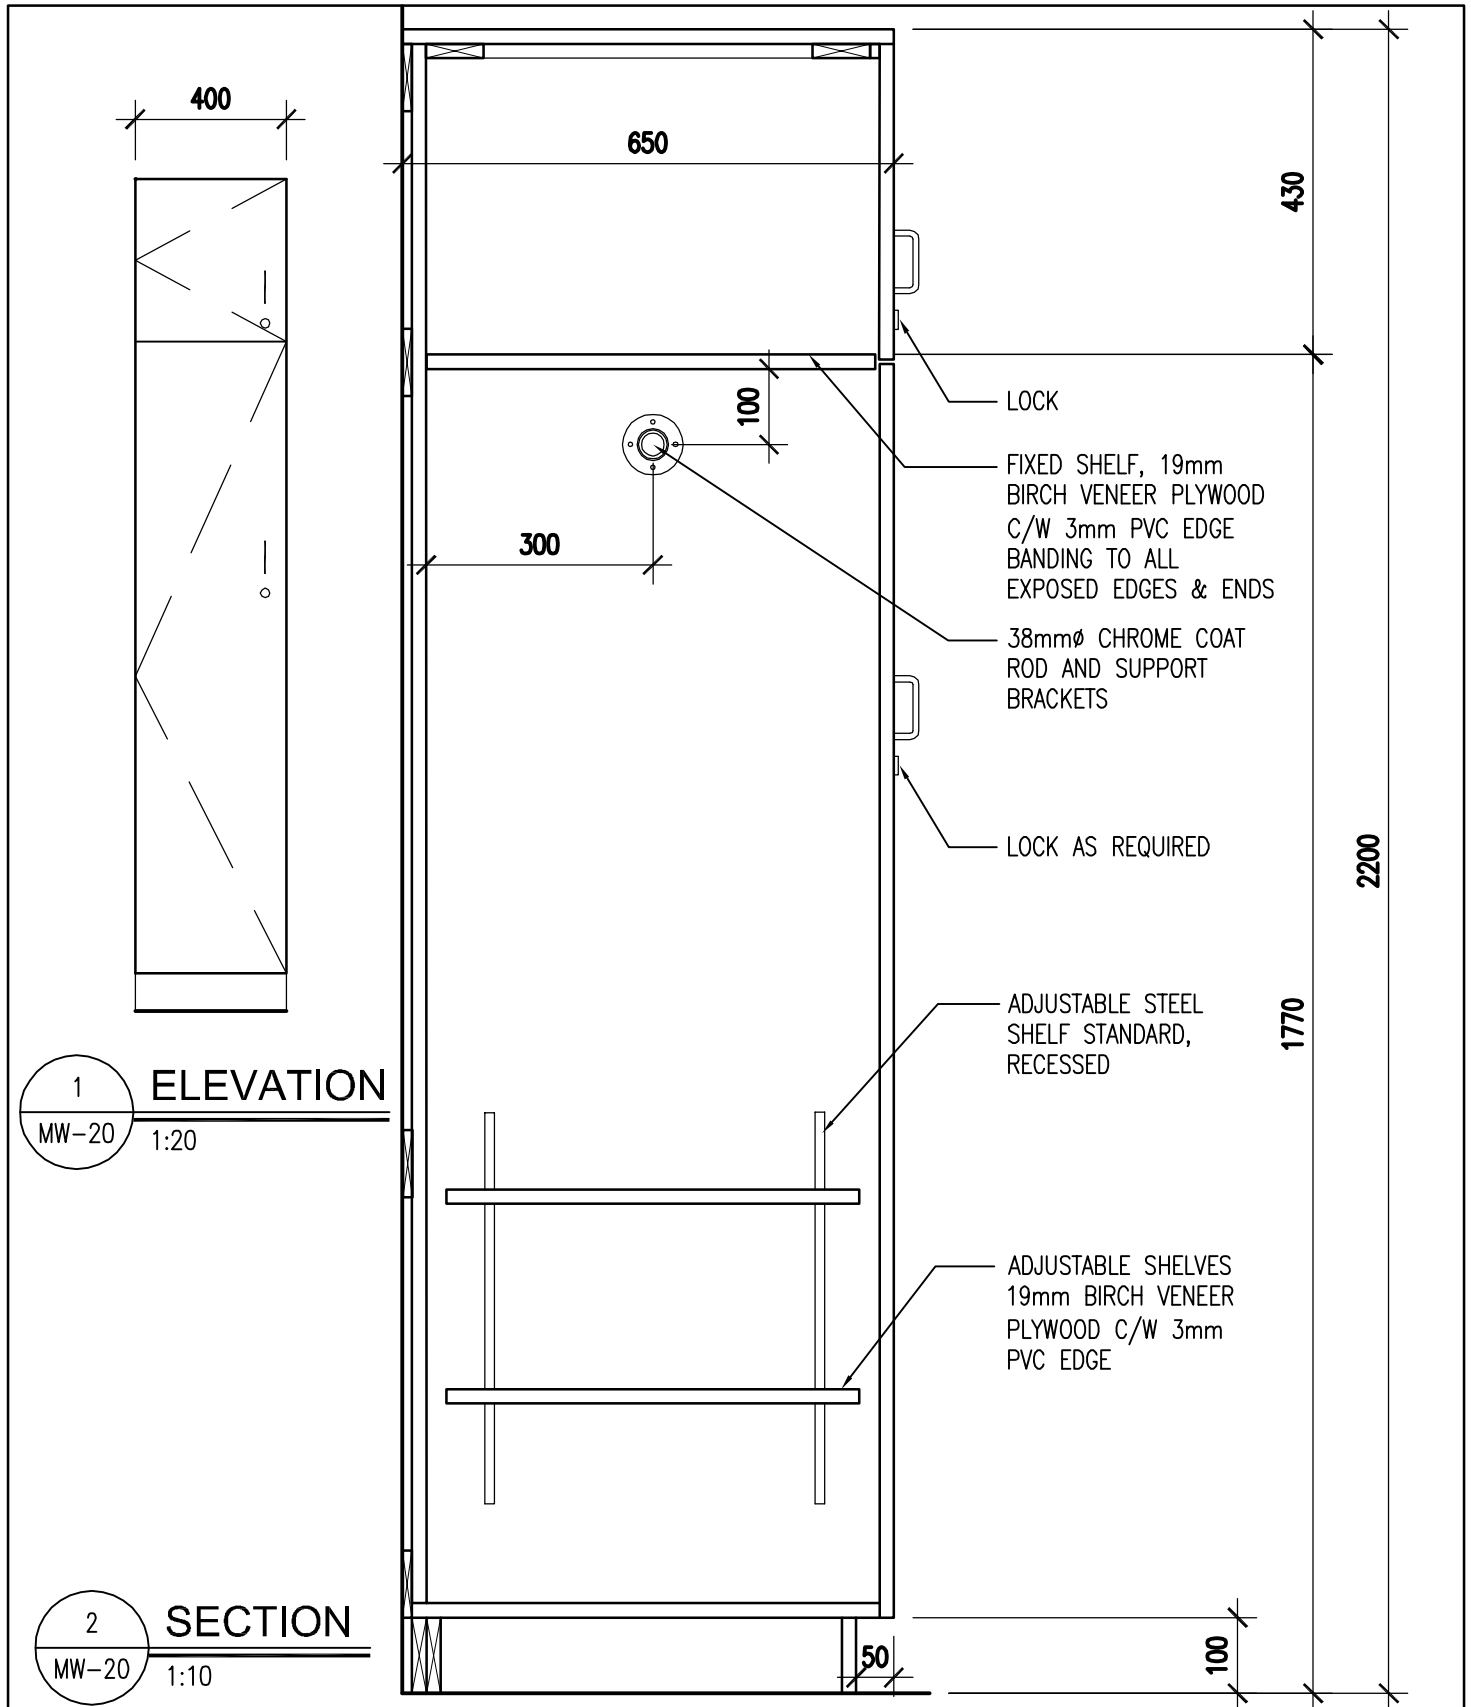 400
650
430
100
300
LOCK
FIXED SHELF, 19mm
BIRCH VENEER PLYWOOD
C/W 3mm PVC EDGE
BANDING TO ALL
EXPOSED EDGES & ENDS
38mmø CHROME COAT
ROD AND SUPPORT
BRACKETS
LOCK AS REQUIRED
2200
1770
ADJUSTABLE STEEL
SHELF STANDARD,
RECESSED
1
MW-20
ELEVATION
1:20
ADJUSTABLE SHELVES
19mm BIRCH VENEER
PLYWOOD C/W 3mm
PVC EDGE
2
MW-20
SECTION
1:10
50
100